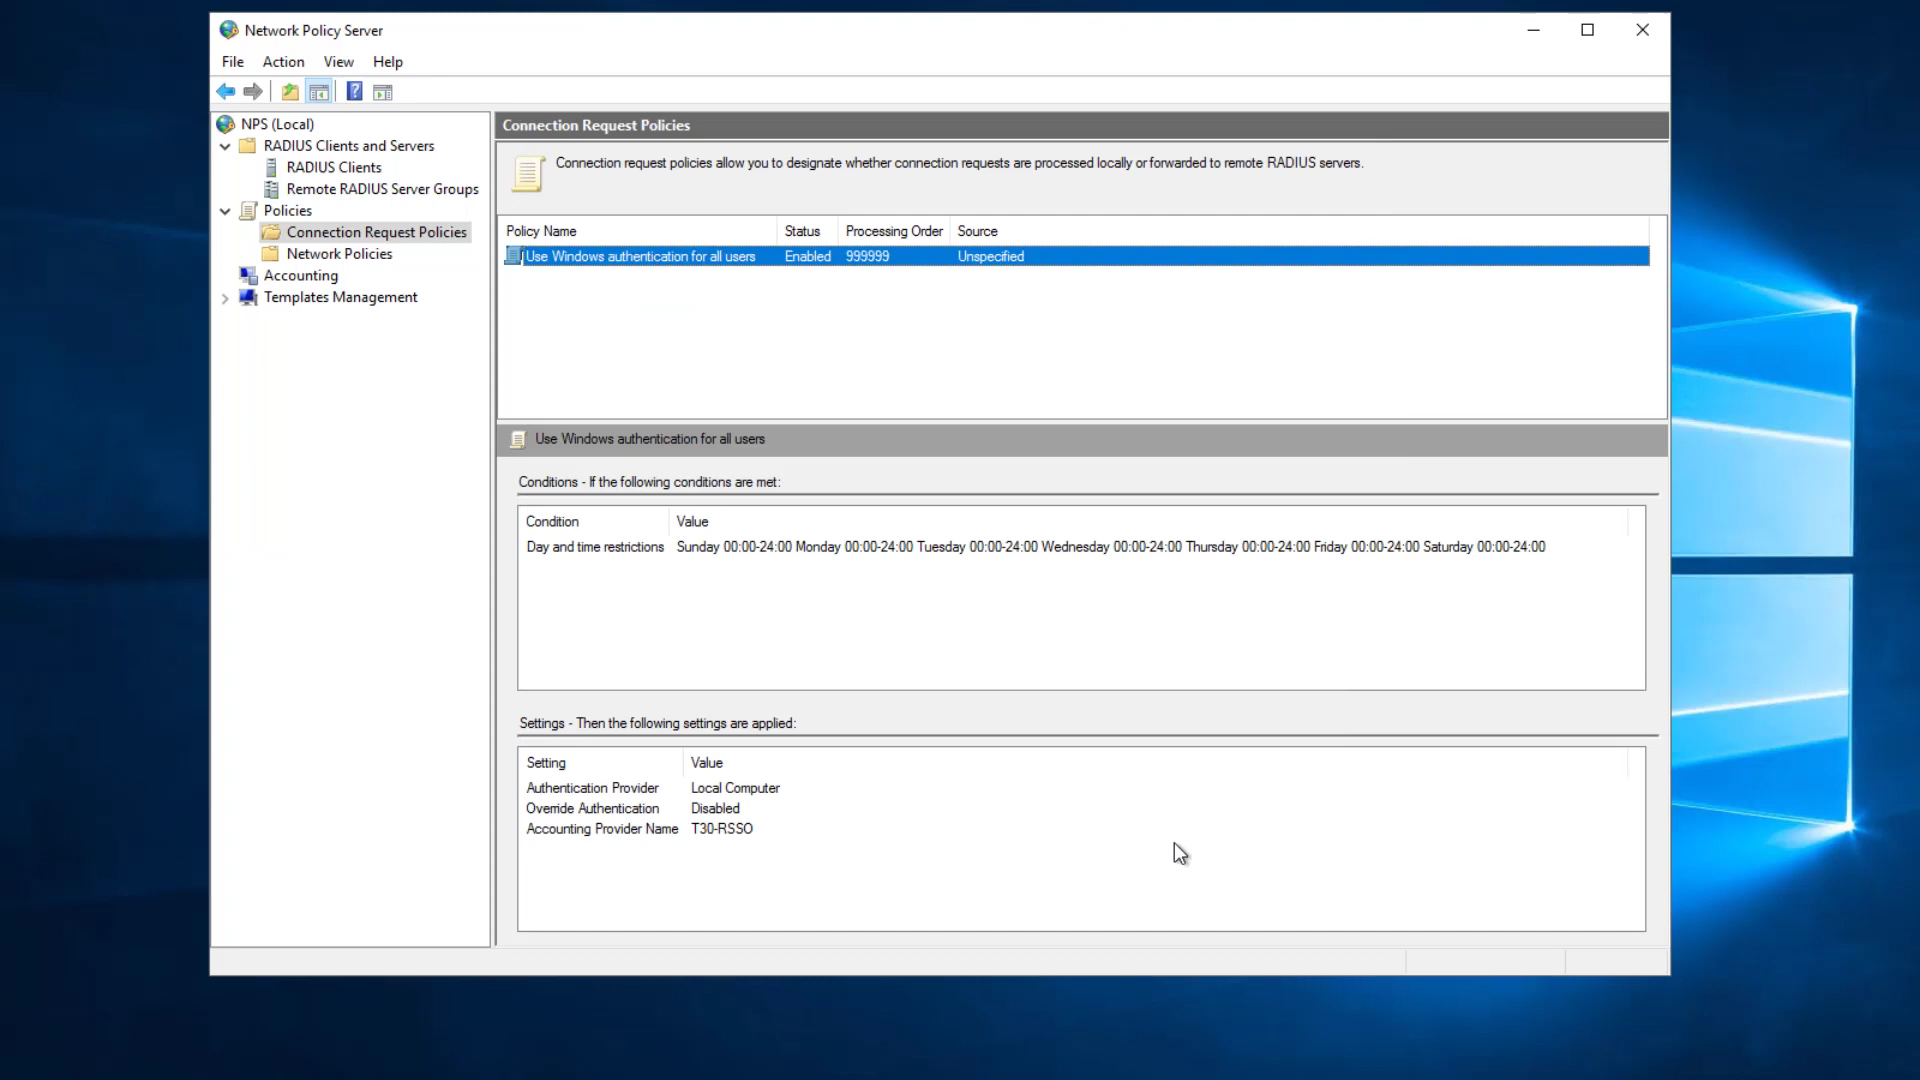 Network Policy Server
File Action View Help
NPS (Local)
RADIUS Clients and Servers
RADIUS Clients
Remote RADIUS Server Groups
Policies
Connection Request Policies
Network Policies
Accounting
Templates Management
Connection Request Policies
Connection request policies allow you to designate whether connection requests are processed locally or forwarded to remote RADIUS servers.
Policy Name Status Processing Order Source
Use Windows authentication for all users Enabled 999999 Unspecified
Use Windows authentication for all users
Conditions - If the following conditions are met:
Condition Value
Day and time restrictions Sunday 00:00-24:00 Monday 00:00-24:00 Tuesday 00:00-24:00 Wednesday 00:00-24:00 Thursday 00:00-24:00 Friday 00:00-24:00 Saturday 00:00-24:00
Settings - Then the following settings are applied:
Setting Value
Authentication Provider Local Computer
Override Authentication Disabled
Accounting Provider Name T30-RSSO